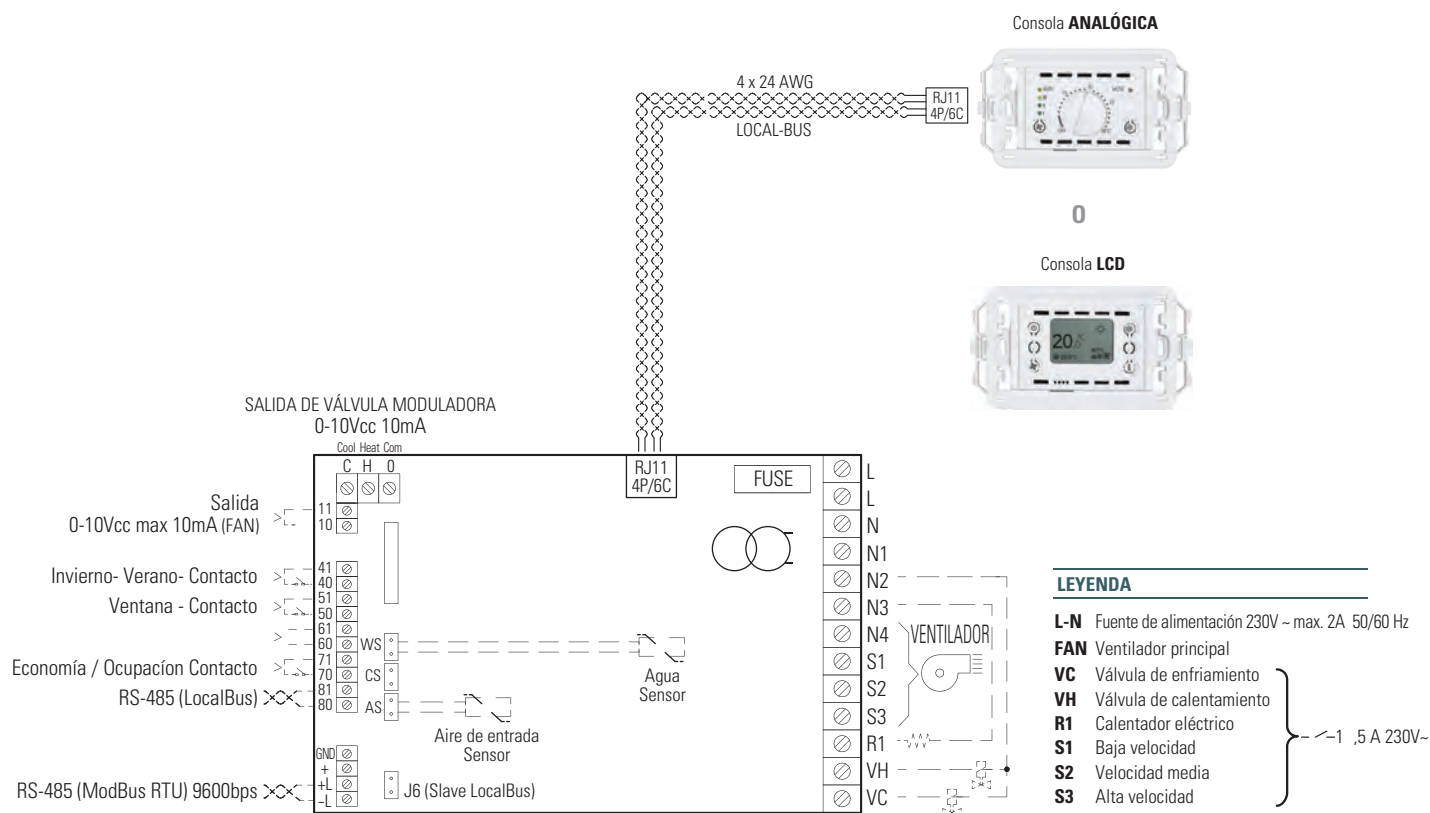 Consola ANALÓGICA
4 x 24 AWG
RJ11
4P/6C
LOCAL-BUS
O
Consola LCD
SALIDA DE VÁLVULA MODULADORA
0-10Vcc 10mA
Cool Heat Com
C H 0
RJ11
4P/6C
FUSE
L
L
N
N1
N2
N3
N4
S1
S2
S3
R1
VH
VC
VENTILADOR
Salida
0-10Vcc max 10mA (FAN)
11
10
Invierno- Verano- Contacto
41
40
Ventana - Contacto
51
50
61
60
WS
Economía / Ocupacíon Contacto
71
70
CS
RS-485 (LocalBus)
81
80
AS
Agua
Sensor
Aire de entrada
Sensor
GND
+
+L
-L
RS-485 (ModBus RTU) 9600bps
J6 (Slave LocalBus)
LEYENDA
L-N Fuente de alimentación 230V ~ max. 2A 50/60 Hz
FAN Ventilador principal
VC Válvula de enfriamiento
VH Válvula de calentamiento
R1 Calentador eléctrico
S1 Baja velocidad
S2 Velocidad media
S3 Alta velocidad
1 ,5 A 230V~